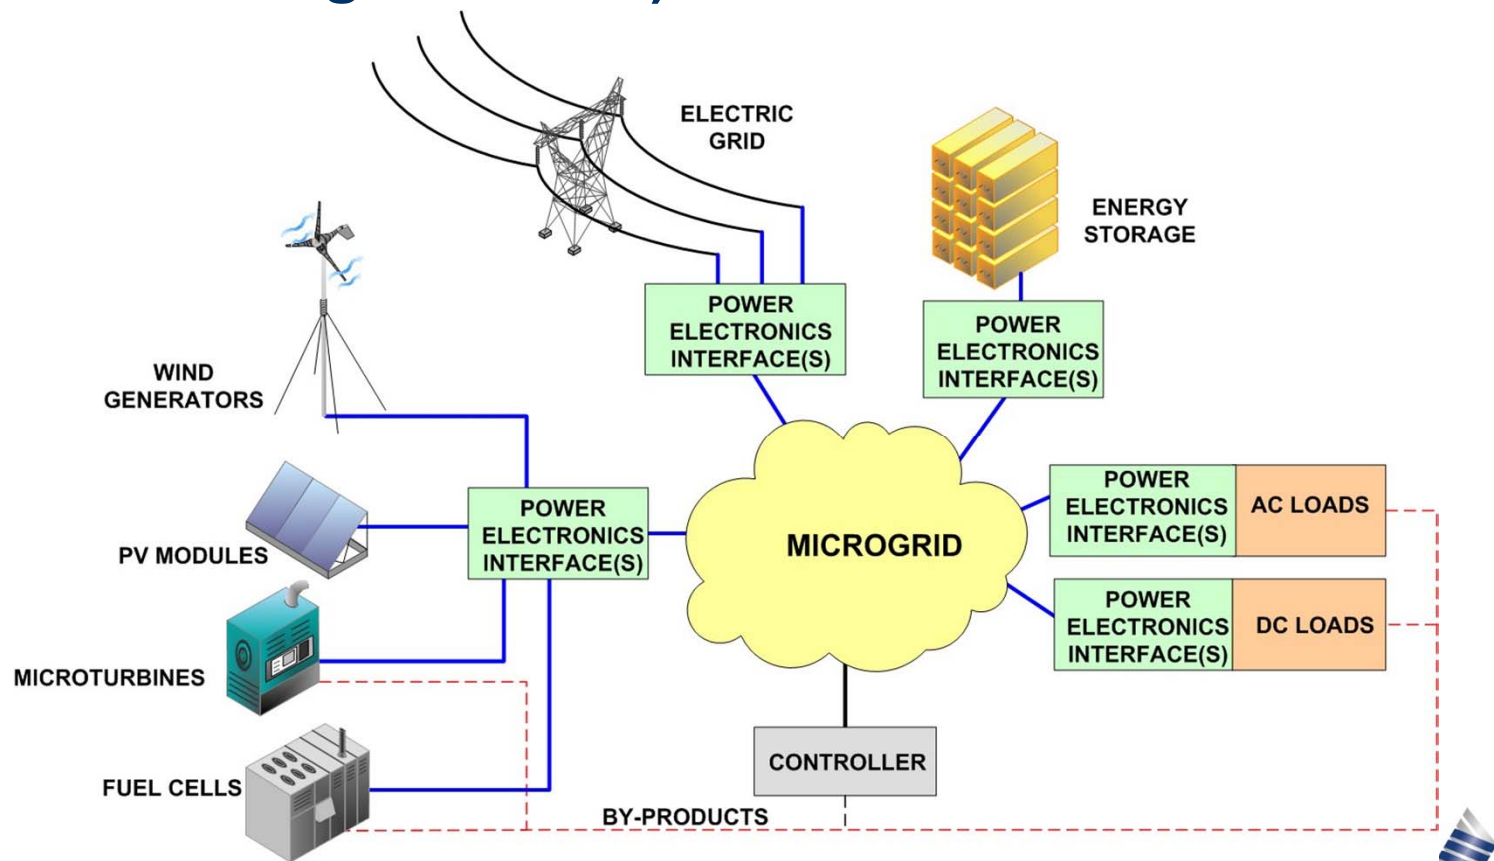 ELECTRIC
GRID
ENERGY
STORAGE
POWER
ELECTRONICS
INTERFACE(S)
POWER
ELECTRONICS
INTERFACE(S)
WIND
GENERATORS
POWER
ELECTRONICS
INTERFACE(S)
AC LOADS
POWER
ELECTRONICS
INTERFACE(S)
PV MODULES
MICROGRID
POWER
ELECTRONICS
INTERFACE(S)
DC LOADS
MICROTURBINES
CONTROLLER
FUEL CELLS
BY-PRODUCTS